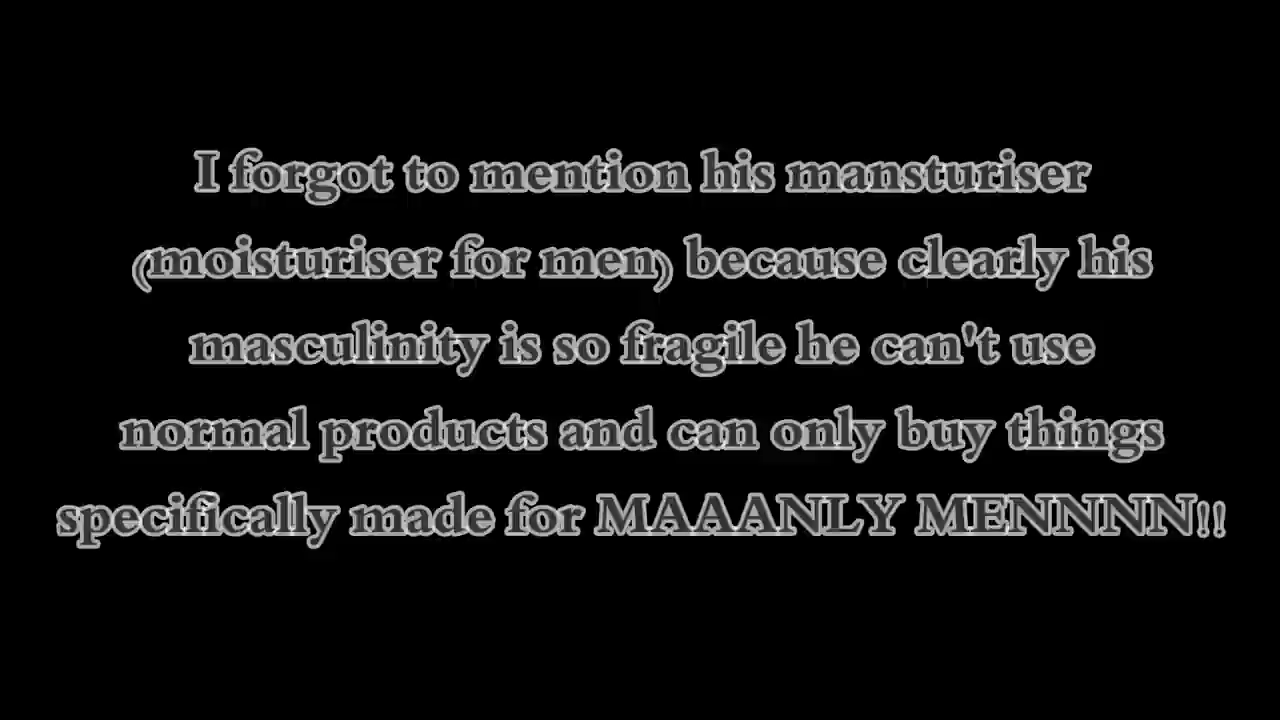 I forgot to mention his mansturiser
(moisturiser for men) because clearly his
masculinity is so fragile he can't use
normal products and can only buy things
specifically made for MAAANLY MENNNN!!